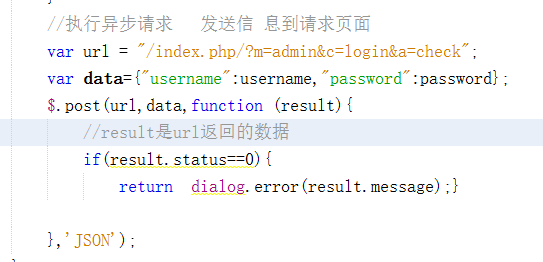 }
//执行异步请求   发送信 息到请求页面
var url = "/index.php/?m=admin&c=login&a=check";
var data={"username":username,"password":password};
$.post(url,data,function (result){
//result是url返回的数据
if(result.status==0){
return  dialog.error(result.message);}
},'JSON');
}